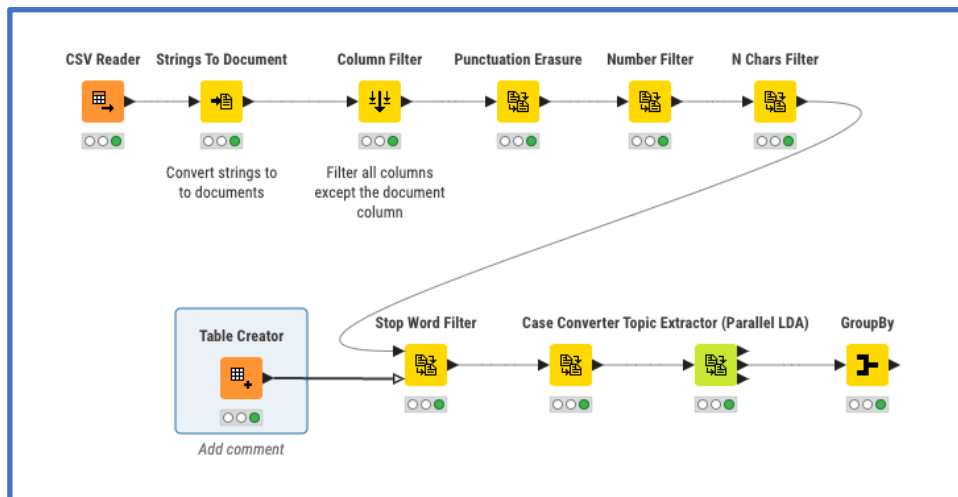 CSV Reader
Strings To Document
Column Filter
Punctuation Erasure
Number Filter
N Chars Filter
Convert strings to
to documents
Filter all columns
except the document
column
Table Creator
Stop Word Filter
Case Converter
Topic Extractor (Parallel LDA)
GroupBy
Add comment